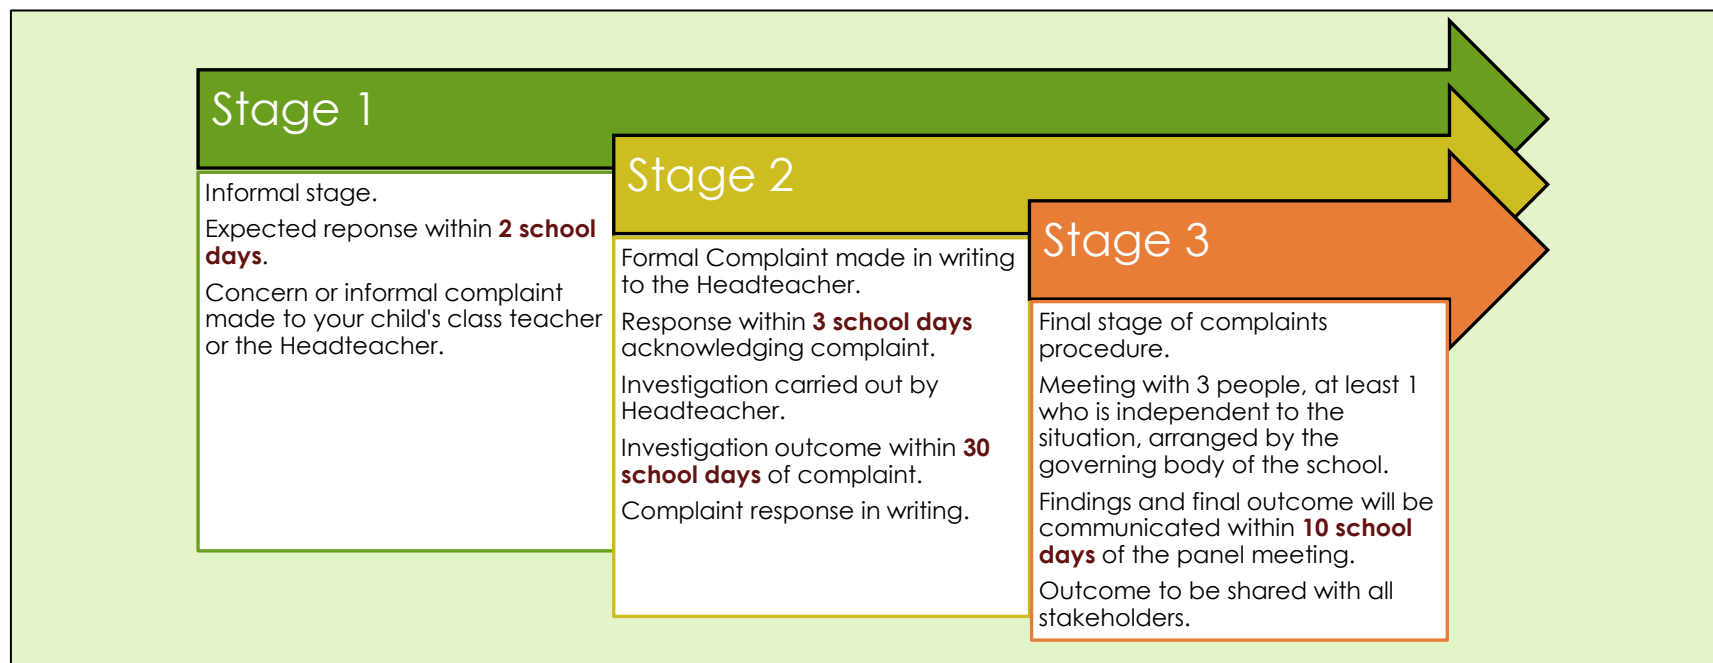 Stage 1
Informal stage.
Expected reponse within 2 school
days.
Concern or informal complaint
made to your child's class teacher
or the Headteacher.
Stage 2
Formal Complaint made in writing
to the Headteacher.
Response within 3 school days
acknowledging complaint.
Investigation carried out by
Headteacher.
Investigation outcome within 30
school days of complaint.
Complaint response in writing.
Stage 3
Final stage of complaints
procedure.
Meeting with 3 people, at least 1
who is independent to the
situation, arranged by the
governing body of the school.
Findings and final outcome will be
communicated within 10 school
days of the panel meeting.
Outcome to be shared with all
stakeholders.